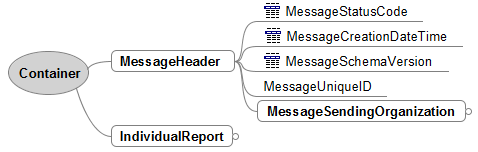 Container
MessageHeader
MessageStatusCode
MessageCreationDateTime
MessageSchemaVersion
MessageUniqueID
MessageSendingOrganization
IndividualReport